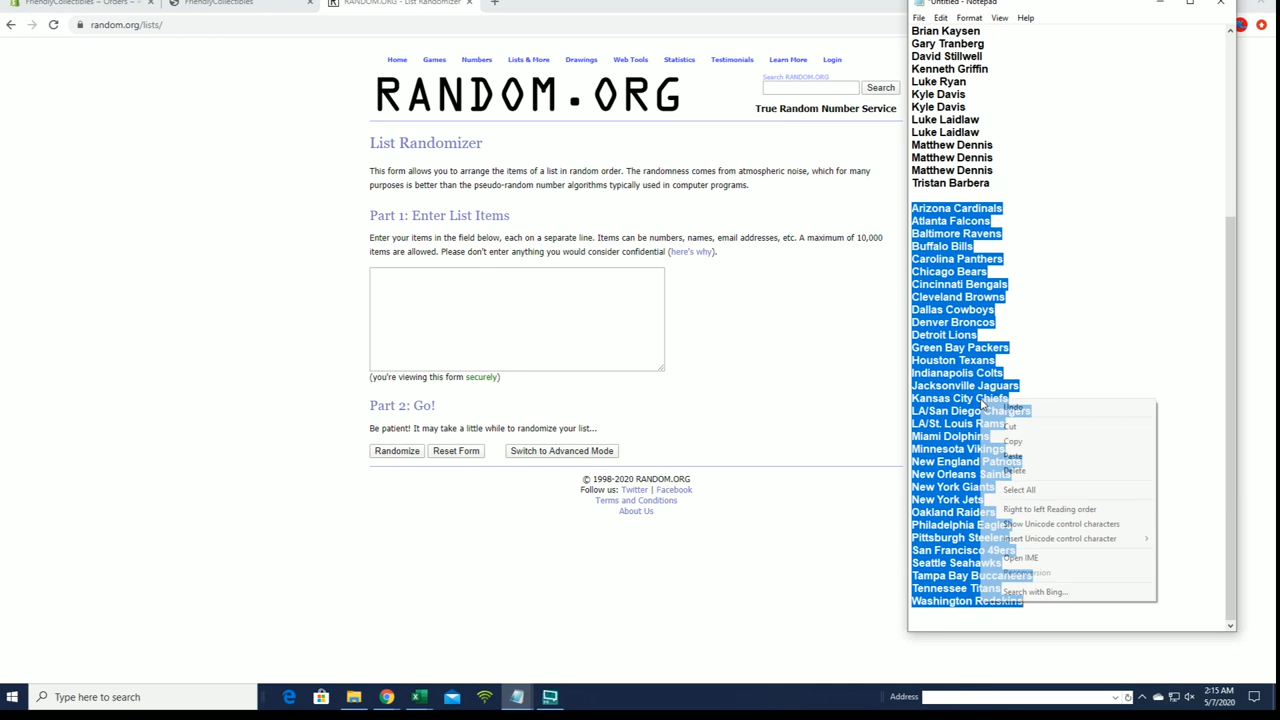 FriendlyCollectibles – Orders –
FriendlyCollectibles
RANDOM.ORG - List Randomizer
*Untitled - Notepad
random.org/lists/
File Edit Format View Help
Home Games Numbers Lists & More Drawings Web Tools Statistics Testimonials Learn More Login
RANDOM.ORG
Search RANDOM.ORG
Search
True Random Number Service
List Randomizer
This form allows you to arrange the items of a list in random order. The randomness comes from atmospheric noise, which for many
purposes is better than the pseudo-random number algorithms typically used in computer programs.
Part 1: Enter List Items
Enter your items in the field below, each on a separate line. Items can be numbers, names, email addresses, etc. A maximum of 10,000
items are allowed. Please don't enter anything you would consider confidential (here's why).
(you're viewing this form securely)
Part 2: Go!
Be patient! It may take a little while to randomize your list...
Randomize Reset Form Switch to Advanced Mode
© 1998-2020 RANDOM.ORG
Follow us: Twitter | Facebook
Terms and Conditions
About Us
Brian Kaysen
Gary Tranberg
David Stillwell
Kenneth Griffin
Luke Ryan
Kyle Davis
Kyle Davis
Luke Laidlaw
Luke Laidlaw
Matthew Dennis
Matthew Dennis
Matthew Dennis
Tristan Barbera
Arizona Cardinals
Atlanta Falcons
Baltimore Ravens
Buffalo Bills
Carolina Panthers
Chicago Bears
Cincinnati Bengals
Cleveland Browns
Dallas Cowboys
Denver Broncos
Detroit Lions
Green Bay Packers
Houston Texans
Indianapolis Colts
Jacksonville Jaguars
Kansas City Chiefs
LA/San Diego Chargers
LA/St. Louis Rams
Miami Dolphins
Minnesota Vikings
New England Patriots
New Orleans Saints
New York Giants
New York Jets
Oakland Raiders
Philadelphia Eagles
Pittsburgh Steelers
San Francisco 49ers
Seattle Seahawks
Tampa Bay Buccaneers
Tennessee Titans
Washington Redskins
Undo
Cut
Copy
Paste
Delete
Select All
Right to left Reading order
Show Unicode control characters
Insert Unicode control character
Open IME
Reconversion
Search with Bing...
Type here to search
Address
2:15 AM
5/7/2020